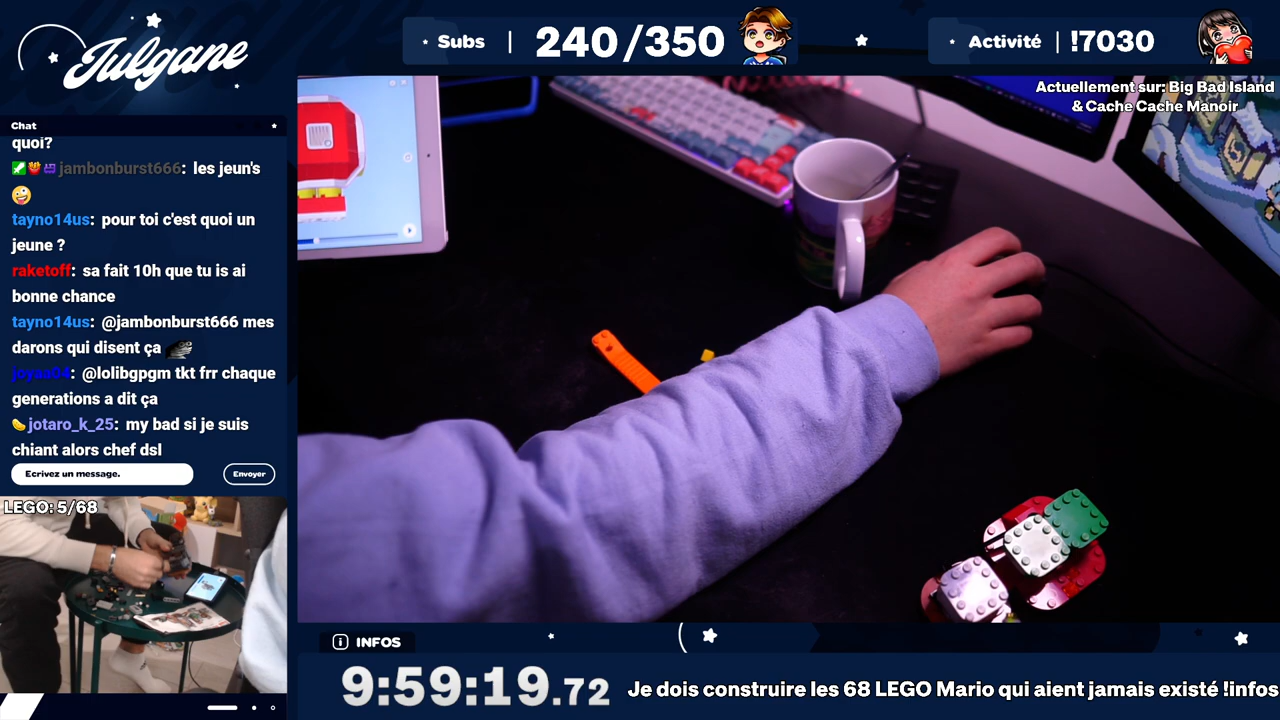 Julgane
Subs | 240/350
Activité | !7030
Actuellement sur: Big Bad Island
& Cache Cache Manoir
Chat
quoi?
jambonburst666: les jeun's
tayno14us: pour toi c'est quoi un
jeune ?
raketoff: sa fait 10h que tu is ai
bonne chance
tayno14us: @jambonburst666 mes
darons qui disent ça
joyaa04: @lolibgpgm tkt frr chaque
generations a dit ça
jotaro_k_25: my bad si je suis
chiant alors chef dsl
Ecrivez un message.
Envoyer
LEGO: 5/68
INFOS
9:59:19.72
Je dois construire les 68 LEGO Mario qui aient jamais existé !infos